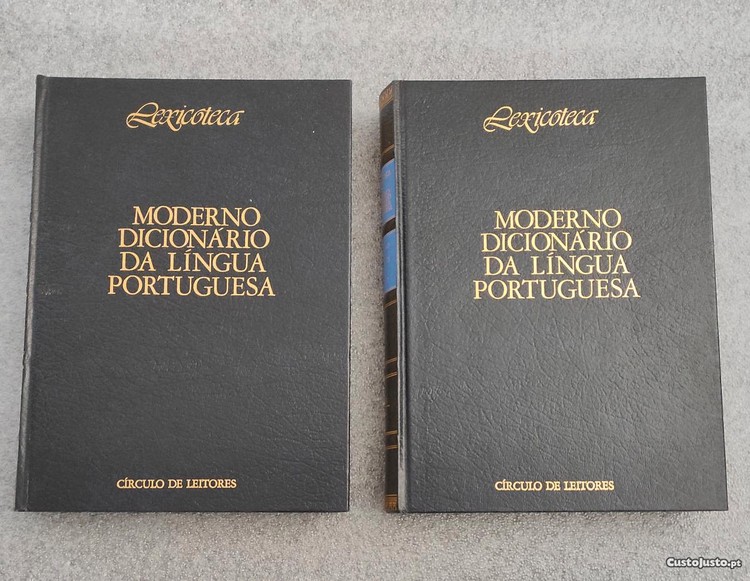 Lexicoteca
MODERNO
DICIONÁRIO
DA LÍNGUA
PORTUGUESA
CÍRCULO DE LEITORES
Lexicoteca
MODERNO
DICIONÁRIO
DA LÍNGUA
PORTUGUESA
CÍRCULO DE LEITORES
CustoJusto.pt